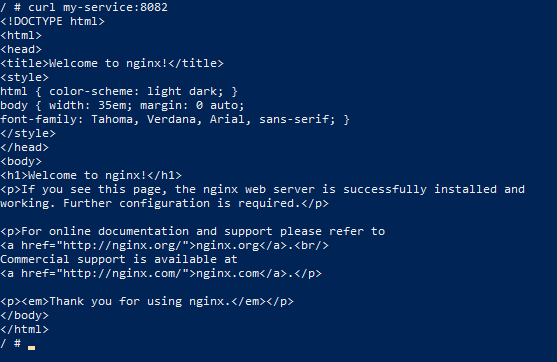 / # curl my-service:8082
<!DOCTYPE html>
<html>
<head>
<title>Welcome to nginx!</title>
<style>
html { color-scheme: light dark; }
body { width: 35em; margin: 0 auto;
font-family: Tahoma, Verdana, Arial, sans-serif; }
</style>
</head>
<body>
<h1>Welcome to nginx!</h1>
<p>If you see this page, the nginx web server is successfully installed and
working. Further configuration is required.</p>

<p>For online documentation and support please refer to
<a href="http://nginx.org/">nginx.org</a>.<br/>
Commercial support is available at
<a href="http://nginx.com/">nginx.com</a>.</p>

<p><em>Thank you for using nginx.</em></p>
</body>
</html>
/ #